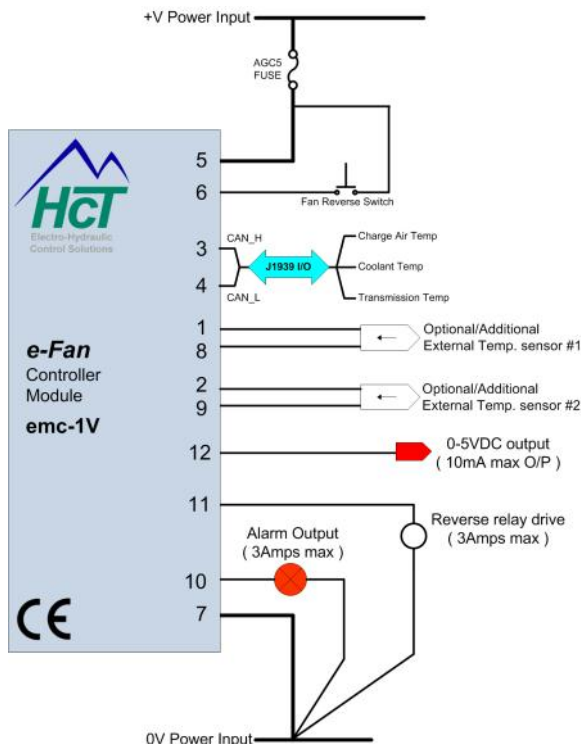 +V Power Input
AGC5
FUSE
HcT
Electro-Hydraulic
Control Solutions
5
6
Fan Reverse Switch
3
CAN_H
J1939 I/O
Charge Air Temp
Coolant Temp
4
CAN_L
Transmission Temp
1
8
Optional/Additional
External Temp. sensor #1
e-Fan
Controller
Module
emc-1V
2
9
Optional/Additional
External Temp. sensor #2
12
0-5VDC output
( 10mA max O/P )
11
Reverse relay drive
( 3Amps max )
Alarm Output
( 3Amps max )
10
7
CE
0V Power Input